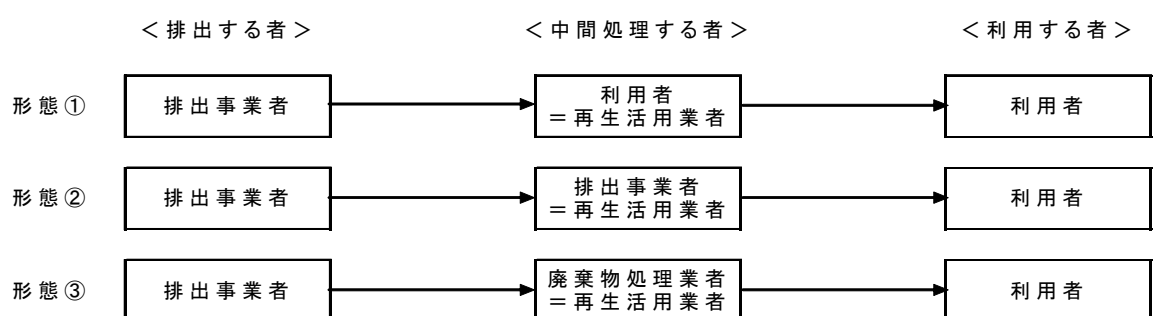 ＜排出する者＞ ＜中間処理する者＞ ＜利用する者＞
形態① 排出事業者 利用者
＝再生活用業者 利用者
形態② 排出事業者 排出事業者
＝再生活用業者 利用者
形態③ 排出事業者 廃棄物処理業者
＝再生活用業者 利用者